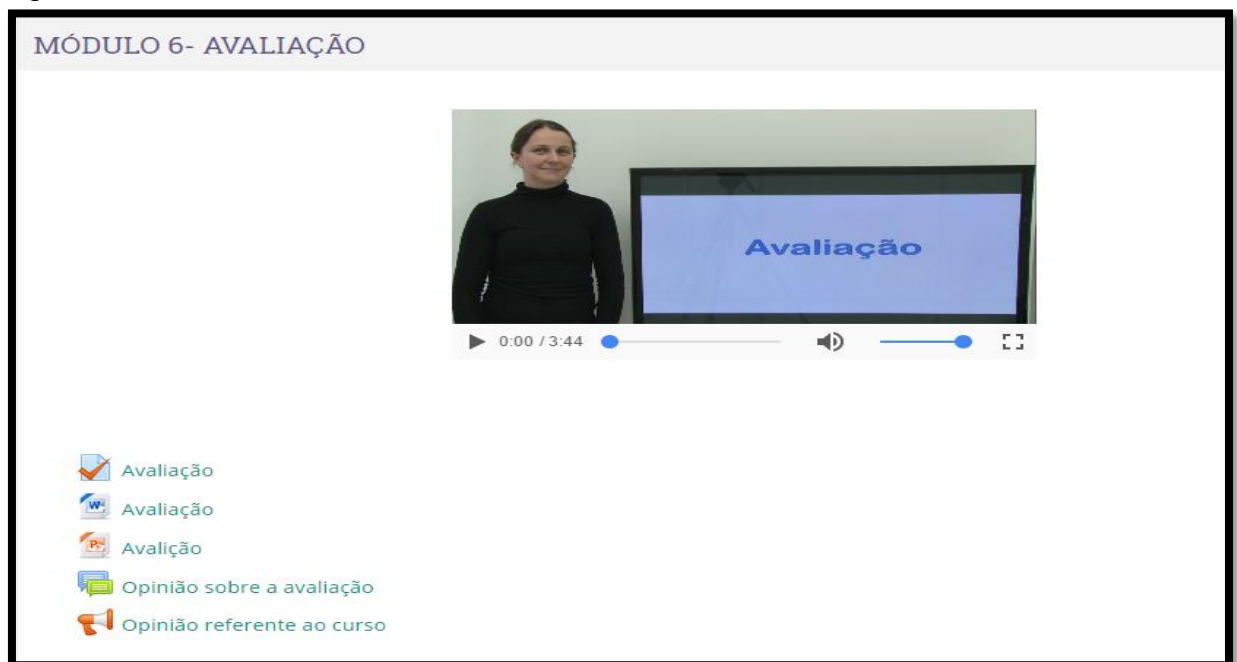 MÓDULO 6- AVALIAÇÃO
Avaliação
0:00 / 3:44
Avaliação
Avaliação
Avalição
Opinião sobre a avaliação
Opinião referente ao curso